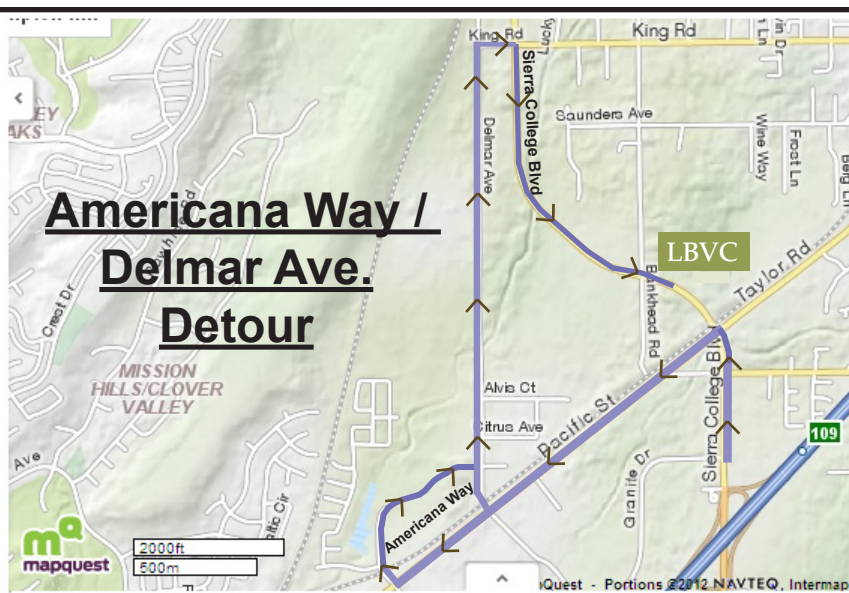 King Rd
King Rd
Sierra College Blvd
Delmar Ave
Saunders Ave
Wine Way
Frost Ln
AKS
Americana Way /
Delmar Ave.
Detour
LBVC
Taylor Rd
Bankhead Rd
Crest Dr
MISSION
HILLS/CLOVER
VALLEY
Alvis Ct
Citrus Ave
Pacific St
Sierra College Blvd
109
Ave
Granite Dr
Americana Way
mapquest
2000ft
500m
Quest - Portions ©2012 NAVTEQ, Intermap